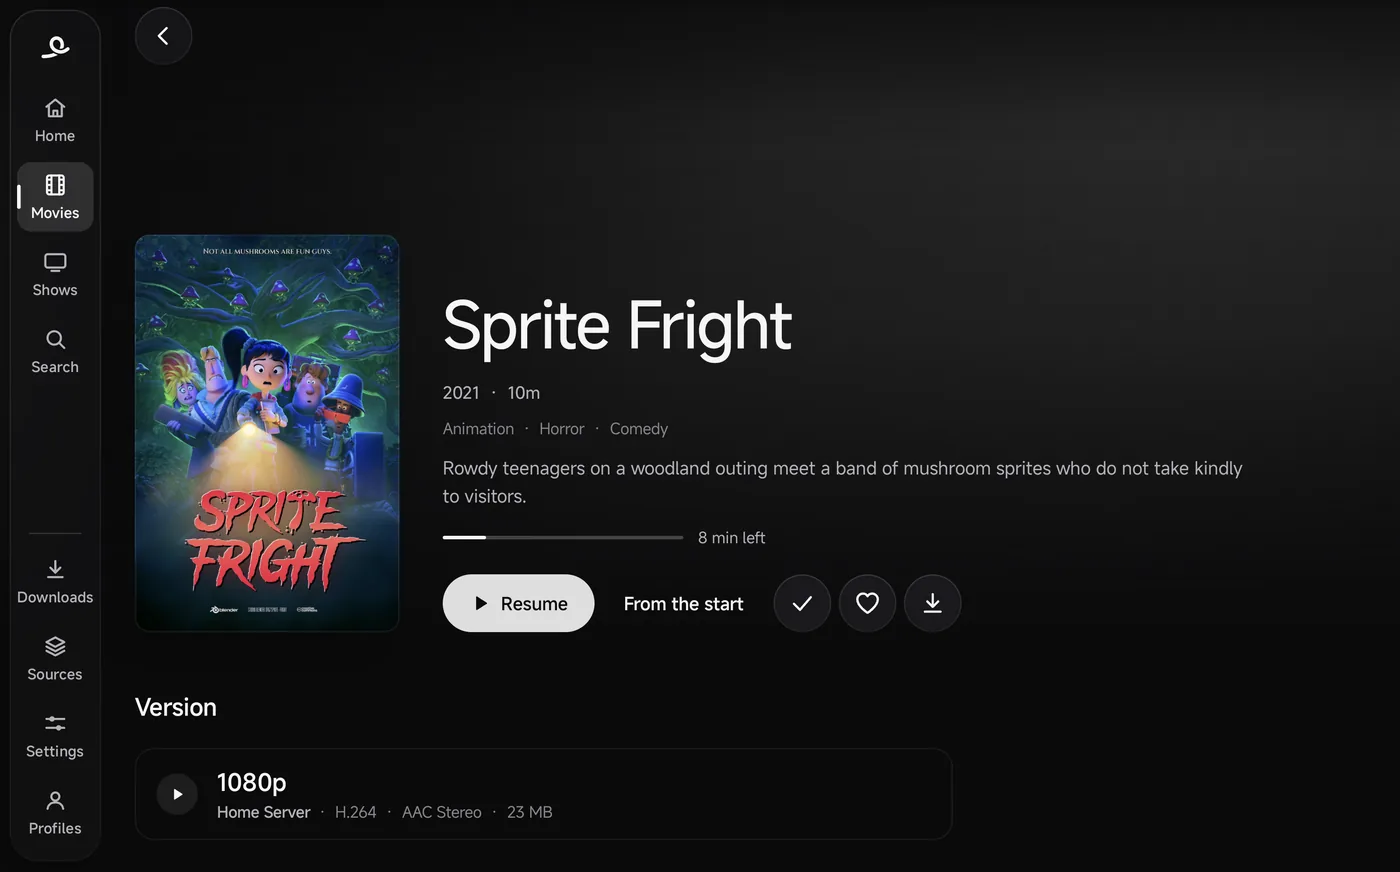 Home
Movies
Shows
Search
Downloads
Sources
Settings
Profiles
NOT ALL MUSHROOMS ARE FUN GUYS.
SPRITE
FRIGHT
blender
Sprite Fright
2021 · 10m
Animation · Horror · Comedy
Rowdy teenagers on a woodland outing meet a band of mushroom sprites who do not take kindly
to visitors.
8 min left
Resume
From the start
Version
1080p
Home Server · H.264 · AAC Stereo · 23 MB